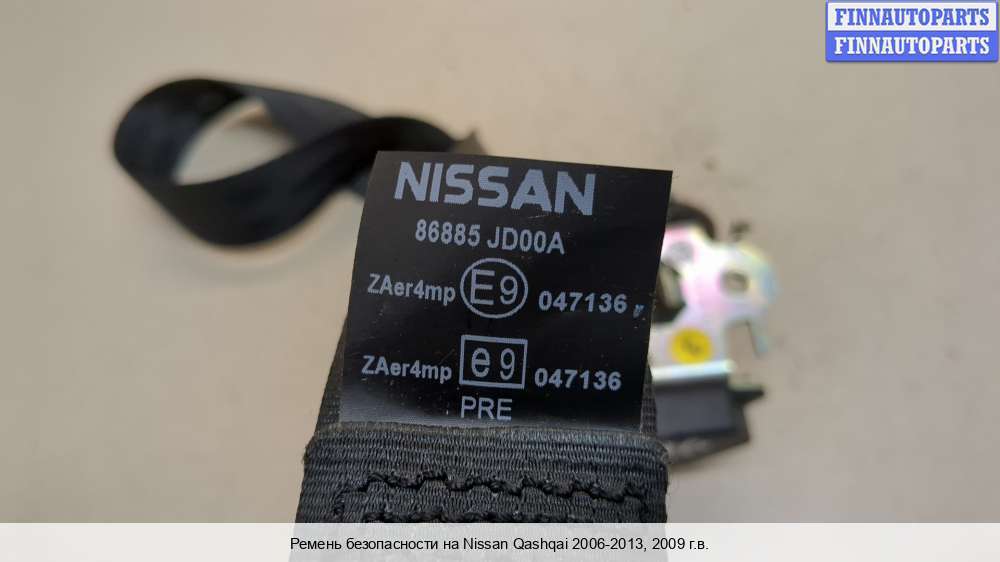 FINNAUTOPARTS
FINNAUTOPARTS
NISSAN
86885 JD00A
ZAer4mp E9 047136
ZAer4mp e9 047136
PRE
Ремень безопасности на Nissan Qashqai 2006-2013, 2009 г.в.